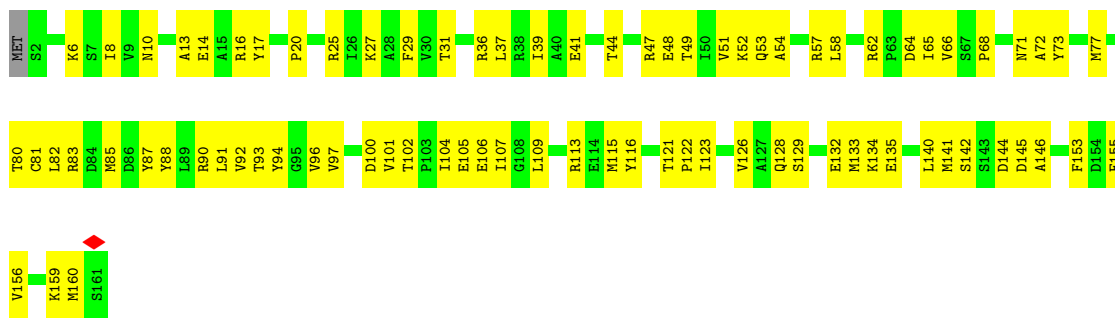 MET S2 K6 S7 I8 V9 N10 A13 E14 A15 R16 Y17 P20 R25 I26 K27 A28 F29 V30 T31 R36 L37 R38 I39 A40 E41 T44 R47 E48 T49 I50 V51 K52 Q53 A54 R57 L58 R62 P63 D64 I65 V66 S67 P68 N71 A72 Y73 M77
T80 C81 L82 R83 D84 M85 D86 Y87 Y88 L89 R90 L91 V92 T93 Y94 G95 V96 V97 D100 V101 T102 P103 I104 E105 E106 I107 G108 L109 R113 E114 M115 Y116 T121 P122 I123 V126 A127 Q128 S129 E132 M133 K134 E135 L140 M141 S142 S143 D144 D145 A146 F153 D154 F155
V156 K159 M160 S161